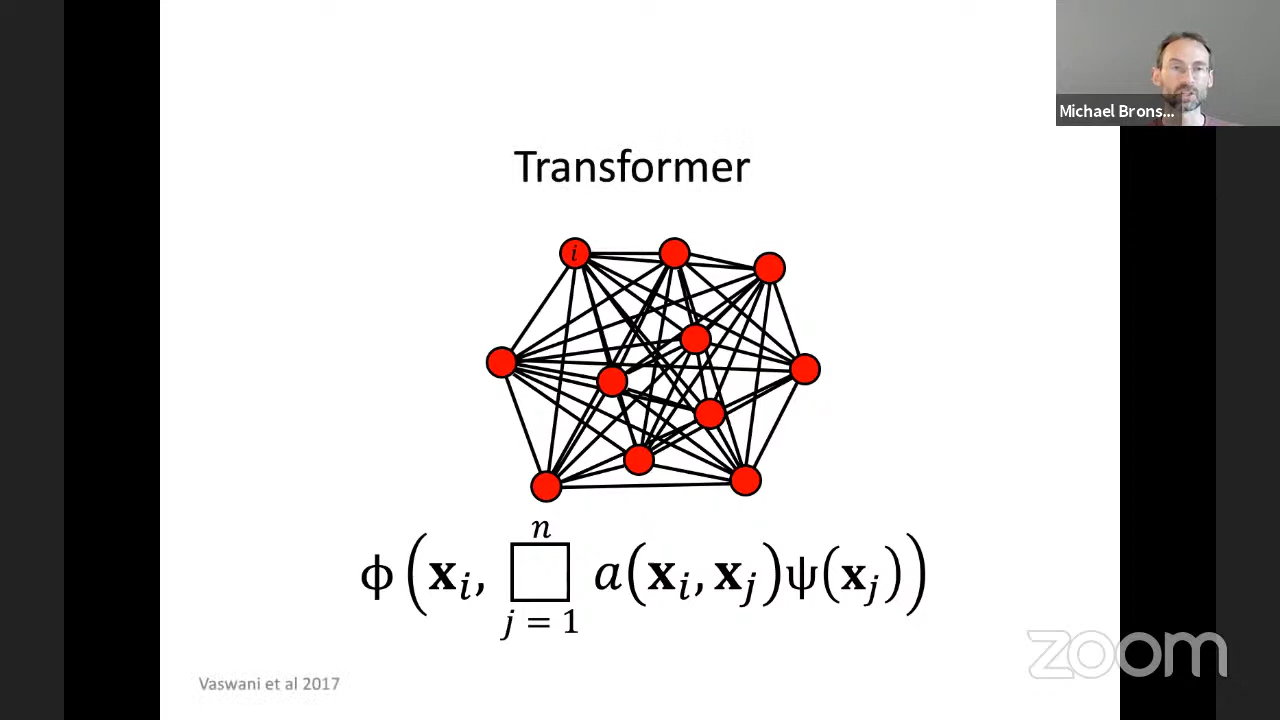 Michael Brons...
Transformer
i
ϕ(𝐱ᵢ, □ⱼ₌₁ⁿ a(𝐱ᵢ, 𝐱ⱼ)ψ(𝐱ⱼ))
zoom
Vaswani et al 2017